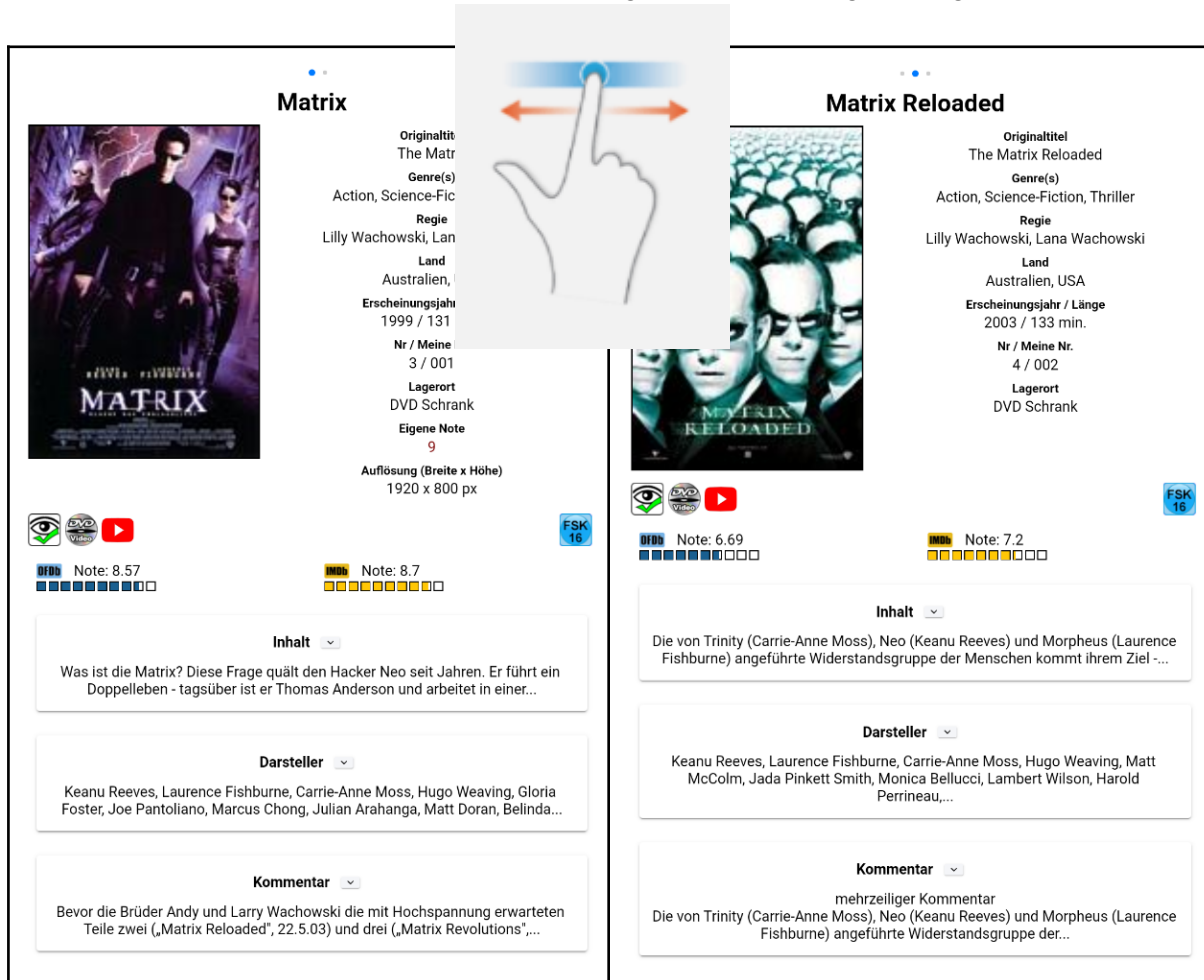 Matrix
Originaltit
The Matr
Genre(s)
Action, Science-Fic
Regie
Lilly Wachowski, Lan
Land
Australien,
Erscheinungsjahr
1999 / 131
Nr / Meine
3 / 001
Lagerort
DVD Schrank
Eigene Note
9
Auflösung (Breite x Höhe)
1920 x 800 px
MATRIX
DVD
Video
FSK
16
OFDb Note: 8.57
IMDb Note: 8.7
Inhalt
Was ist die Matrix? Diese Frage quält den Hacker Neo seit Jahren. Er führt ein
Doppelleben - tagsüber ist er Thomas Anderson und arbeitet in einer...
Darsteller
Keanu Reeves, Laurence Fishburne, Carrie-Anne Moss, Hugo Weaving, Gloria
Foster, Joe Pantoliano, Marcus Chong, Julian Arahanga, Matt Doran, Belinda...
Kommentar
Bevor die Brüder Andy und Larry Wachowski die mit Hochspannung erwarteten
Teile zwei („Matrix Reloaded", 22.5.03) und drei („Matrix Revolutions",...
Matrix Reloaded
Originaltitel
The Matrix Reloaded
Genre(s)
Action, Science-Fiction, Thriller
Regie
Lilly Wachowski, Lana Wachowski
Land
Australien, USA
Erscheinungsjahr / Länge
2003 / 133 min.
Nr / Meine Nr.
4 / 002
Lagerort
DVD Schrank
MATRIX
RELOADED
DVD
Video
FSK
16
OFDb Note: 6.69
IMDb Note: 7.2
Inhalt
Die von Trinity (Carrie-Anne Moss), Neo (Keanu Reeves) und Morpheus (Laurence
Fishburne) angeführte Widerstandsgruppe der Menschen kommt ihrem Ziel -...
Darsteller
Keanu Reeves, Laurence Fishburne, Carrie-Anne Moss, Hugo Weaving, Matt
McColm, Jada Pinkett Smith, Monica Bellucci, Lambert Wilson, Harold
Perrineau,...
Kommentar
mehrzeiliger Kommentar
Die von Trinity (Carrie-Anne Moss), Neo (Keanu Reeves) und Morpheus (Laurence
Fishburne) angeführte Widerstandsgruppe der...